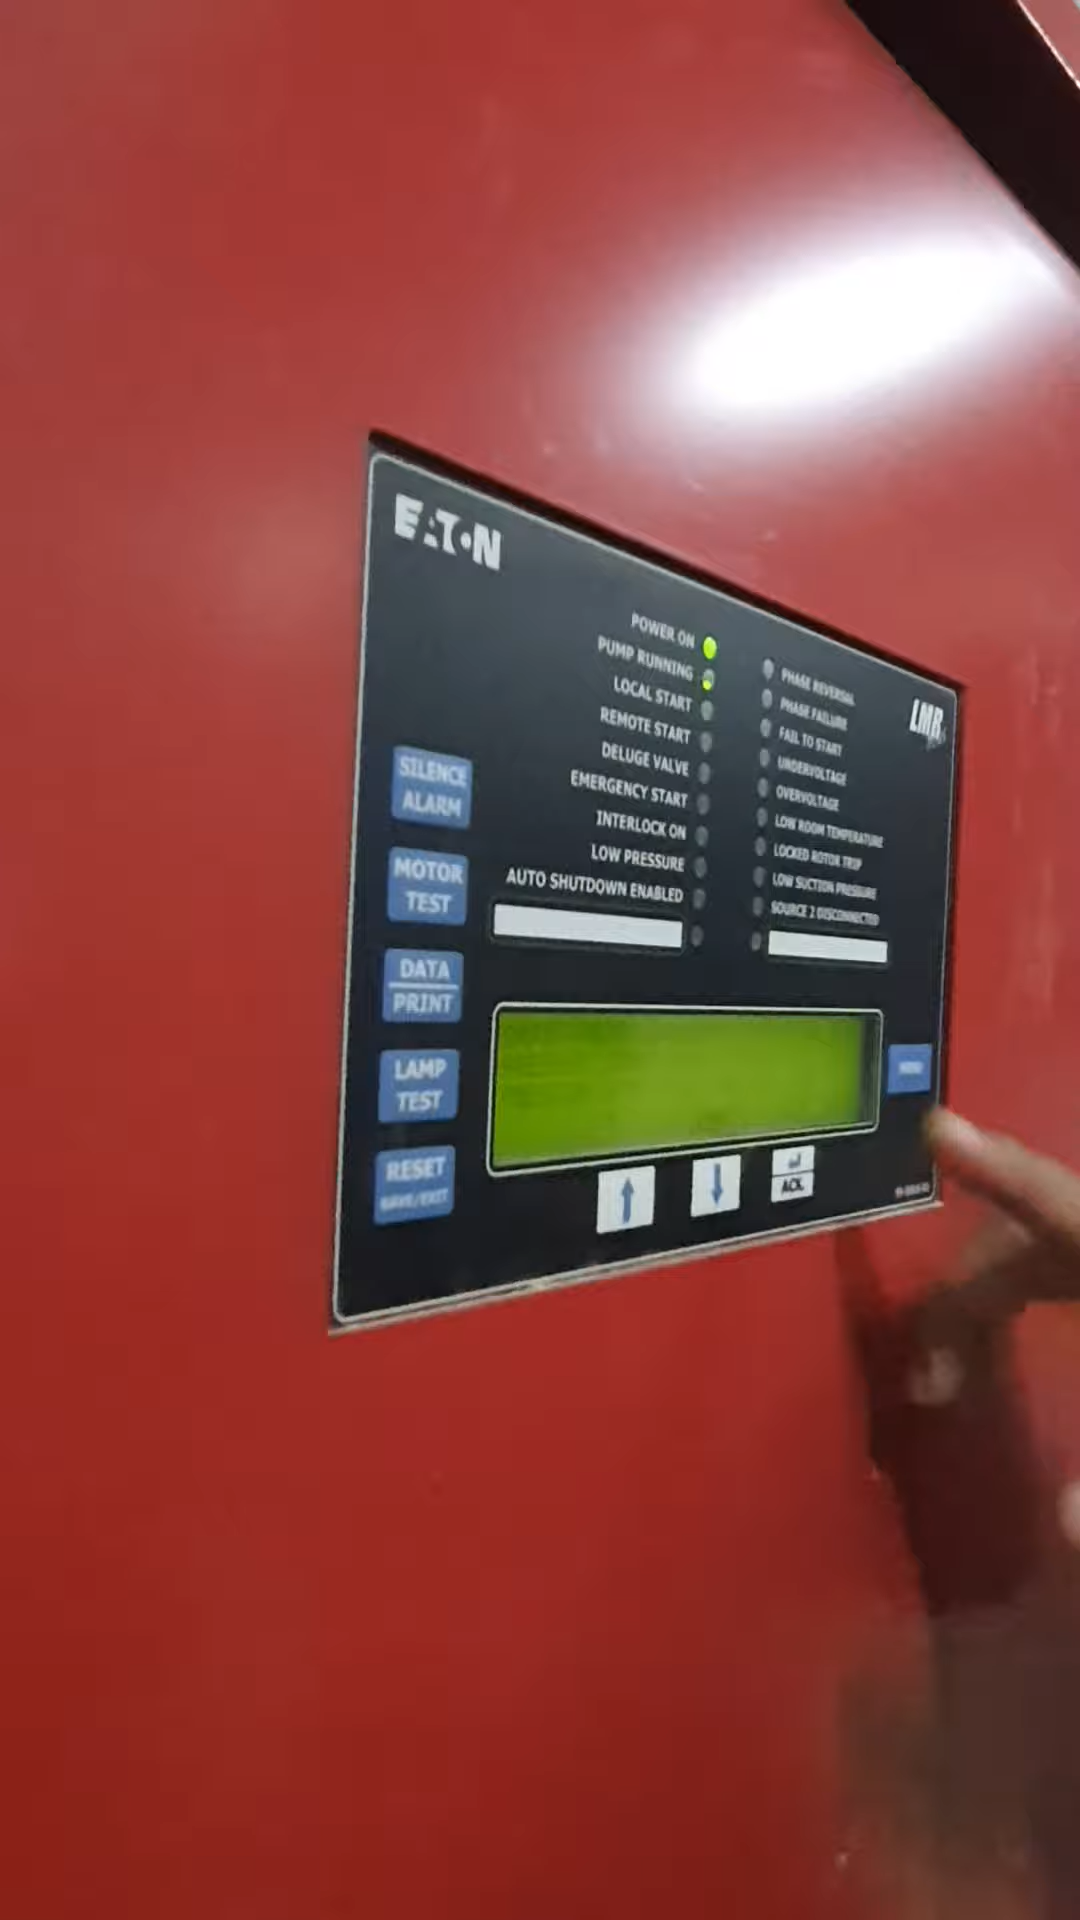 EATON
POWER ON
PUMP RUNNING
LOCAL START
REMOTE START
DELUGE VALVE
EMERGENCY START
INTERLOCK ON
LOW PRESSURE
AUTO SHUTDOWN ENABLED
PHASE REVERSAL
PHASE FAILURE
FAIL TO START
UNDERVOLTAGE
OVERVOLTAGE
LOW ROOM TEMPERATURE
LOCKED ROTOR TRIP
LOW SUCTION PRESSURE
SOURCE 2 DISCONNECTED
LMR
SILENCE
ALARM
MOTOR
TEST
DATA
PRINT
LAMP
TEST
RESET
SAVE/EXIT
MENU
ACK